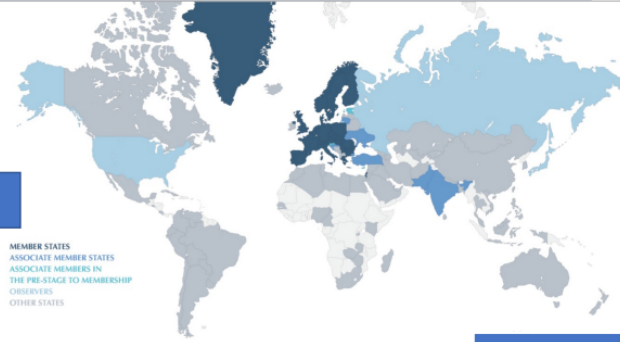 MEMBER STATES
ASSOCIATE MEMBER STATES
ASSOCIATE MEMBERS IN
THE PRE-STAGE TO MEMBERSHIP
OBSERVERS
OTHER STATES